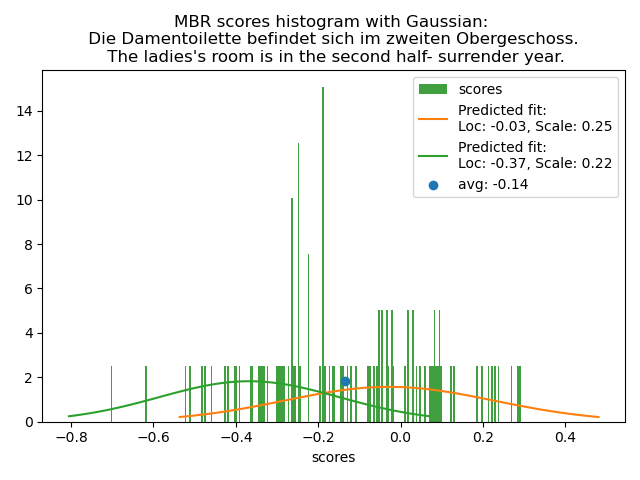 MBR scores histogram with Gaussian:
Die Damentoilette befindet sich im zweiten Obergeschoss.
The ladies's room is in the second half- surrender year.
scores
Predicted fit:
Loc: -0.03, Scale: 0.25
Predicted fit:
Loc: -0.37, Scale: 0.22
avg: -0.14
14
12
10
8
6
4
2
0
−0.8 −0.6 −0.4 −0.2 0.0 0.2 0.4
scores